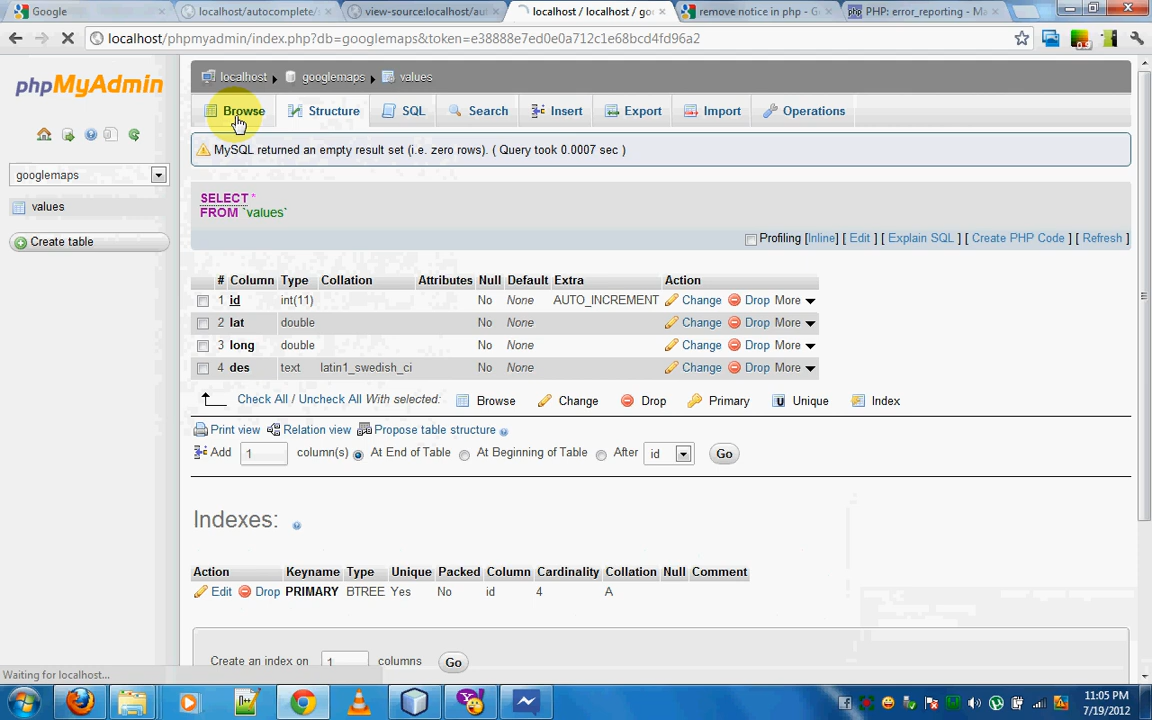 Google
localhost/autocomplete/s
view-source:localhost/aut
localhost / localhost / go
remove notice in php - G
PHP: error_reporting - Ma
localhost/phpmyadmin/index.php?db=googlemaps&token=e38888e7ed0e0a712c1e68bcd4fd96a2
phpMyAdmin
localhost ▸ googlemaps ▸ values
Browse Structure SQL Search Insert Export Import Operations
MySQL returned an empty result set (i.e. zero rows). ( Query took 0.0007 sec )
googlemaps
values
Create table
SELECT *
FROM `values`
Profiling [Inline] [ Edit ] [ Explain SQL ] [ Create PHP Code ] [ Refresh ]
# Column Type Collation Attributes Null Default Extra Action
1 id int(11) No None AUTO_INCREMENT Change Drop More
2 lat double No None Change Drop More
3 long double No None Change Drop More
4 des text latin1_swedish_ci No None Change Drop More
Check All / Uncheck All With selected: Browse Change Drop Primary Unique Index
Print view Relation view Propose table structure
Add 1 column(s) At End of Table At Beginning of Table After id Go
Indexes:
Action Keyname Type Unique Packed Column Cardinality Collation Null Comment
Edit Drop PRIMARY BTREE Yes No id 4 A
Create an index on 1 columns Go
Waiting for localhost...
11:05 PM
7/19/2012